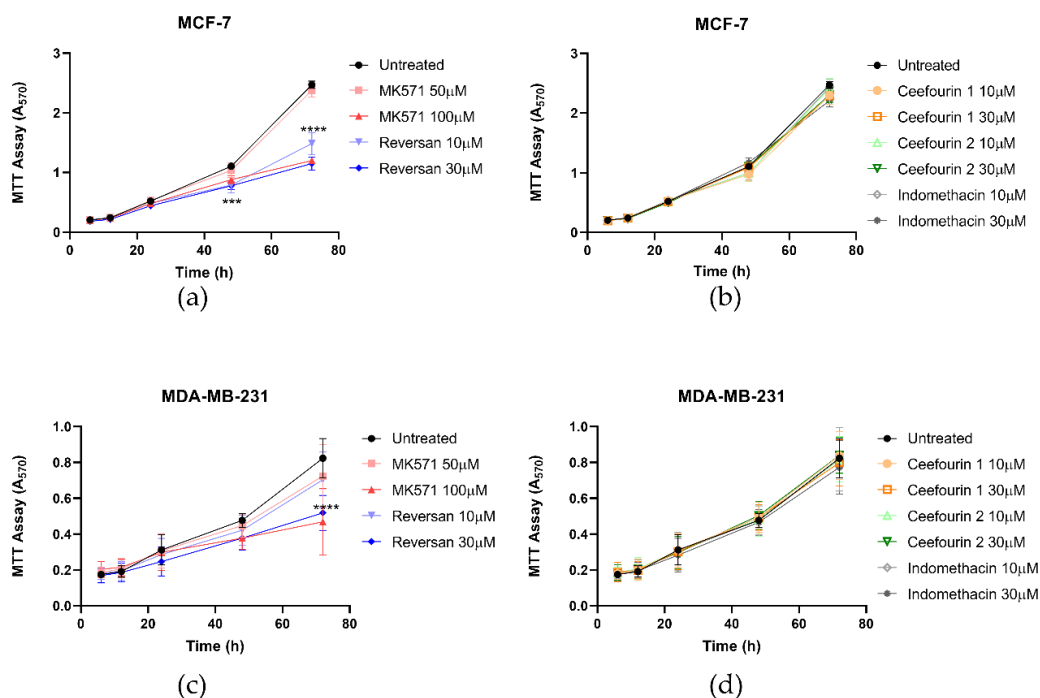 MCF-7
MTT Assay (A570)
3
2
1
0
0 20 40 60 80
Time (h)
****
***
Untreated
MK571 50μM
MK571 100μM
Reversan 10μM
Reversan 30μM
(a)
MCF-7
MTT Assay (A570)
3
2
1
0
0 20 40 60 80
Time (h)
Untreated
Ceefourin 1 10μM
Ceefourin 1 30μM
Ceefourin 2 10μM
Ceefourin 2 30μM
Indomethacin 10μM
Indomethacin 30μM
(b)
MDA-MB-231
MTT Assay (A570)
1.0
0.8
0.6
0.4
0.2
0.0
0 20 40 60 80
Time (h)
****
Untreated
MK571 50μM
MK571 100μM
Reversan 10μM
Reversan 30μM
(c)
MDA-MB-231
MTT Assay (A570)
1.0
0.8
0.6
0.4
0.2
0.0
0 20 40 60 80
Time (h)
Untreated
Ceefourin 1 10μM
Ceefourin 1 30μM
Ceefourin 2 10μM
Ceefourin 2 30μM
Indomethacin 10μM
Indomethacin 30μM
(d)